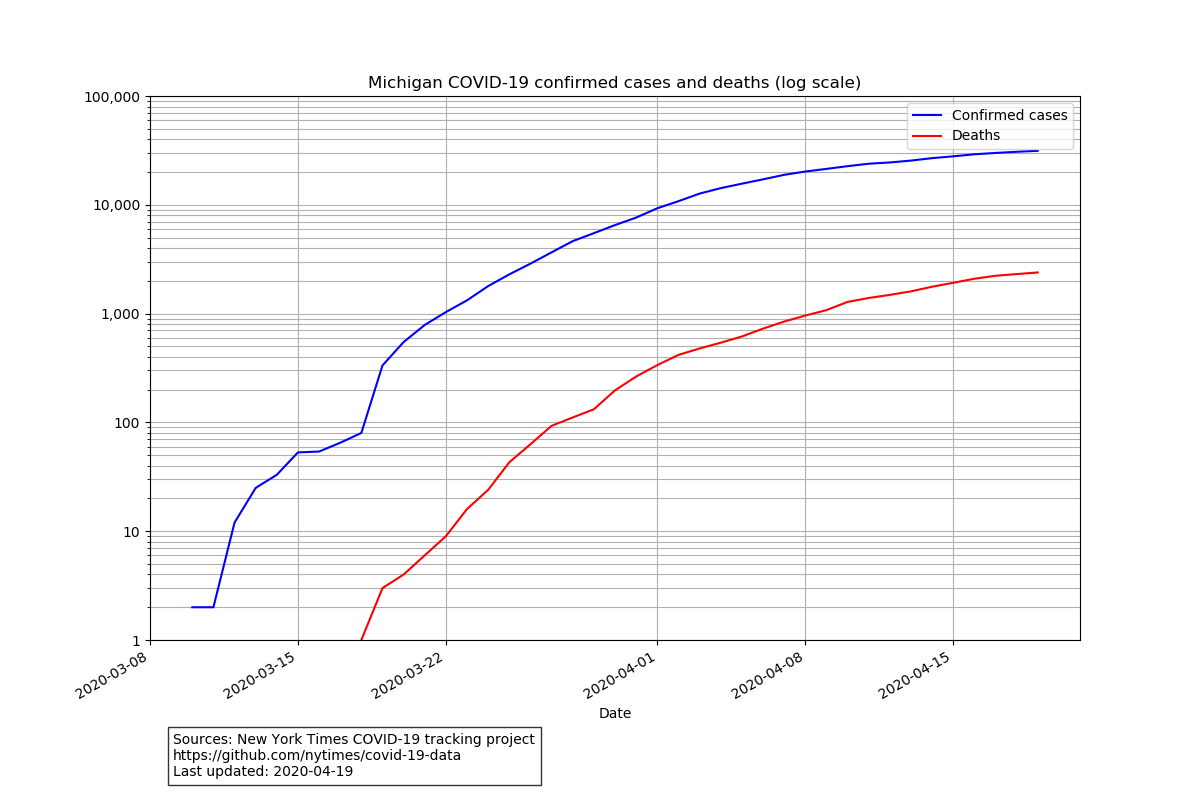 Michigan COVID-19 confirmed cases and deaths (log scale)
100,000
10,000
1,000
100
10
1
Confirmed cases
Deaths
2020-03-08
2020-03-15
2020-03-22
2020-04-01
2020-04-08
2020-04-15
Date
Sources: New York Times COVID-19 tracking project
https://github.com/nytimes/covid-19-data
Last updated: 2020-04-19